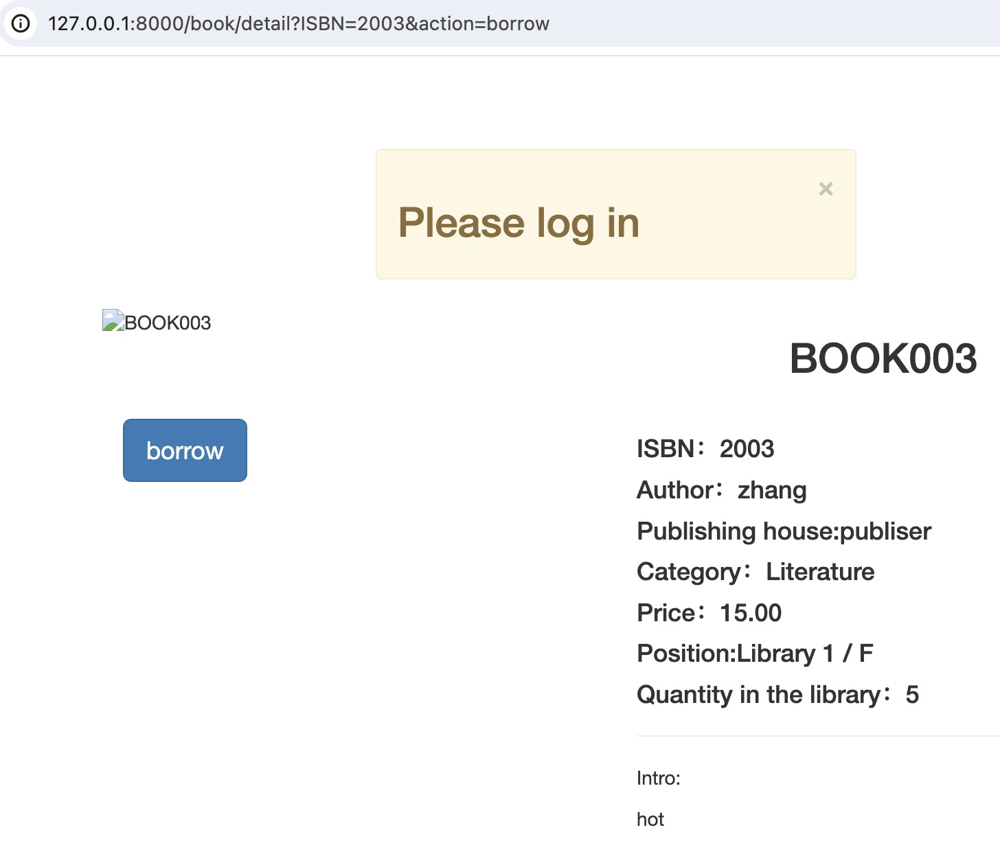 127.0.0.1:8000/book/detail?ISBN=2003&action=borrow
×
Please log in
BOOK003
BOOK003
borrow
ISBN：2003
Author：zhang
Publishing house:publiser
Category：Literature
Price：15.00
Position:Library 1 / F
Quantity in the library：5
Intro:
hot